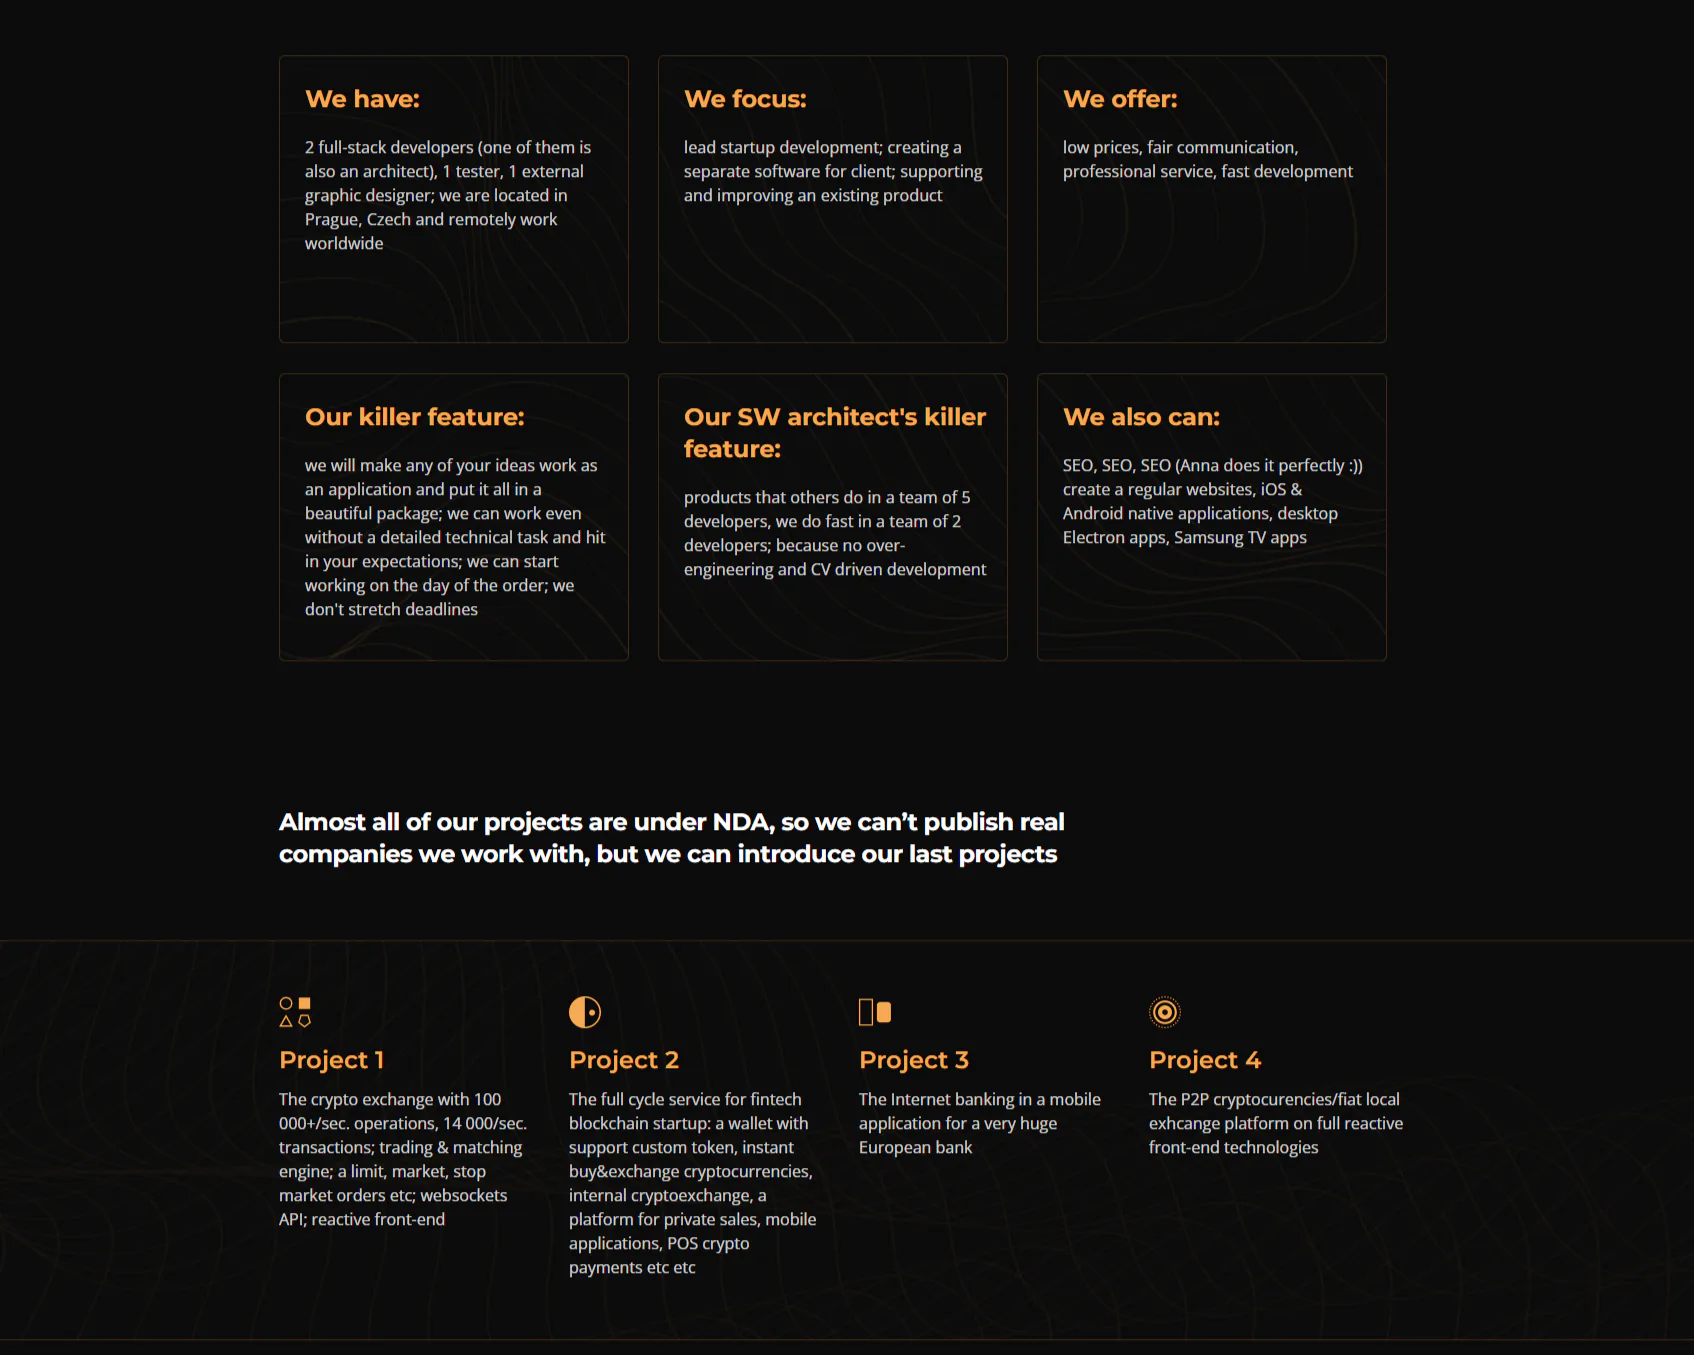 We have:
2 full-stack developers (one of them is
also an architect), 1 tester, 1 external
graphic designer; we are located in
Prague, Czech and remotely work
worldwide
We focus:
lead startup development; creating a
separate software for client; supporting
and improving an existing product
We offer:
low prices, fair communication,
professional service, fast development
Our killer feature:
we will make any of your ideas work as
an application and put it all in a
beautiful package; we can work even
without a detailed technical task and hit
in your expectations; we can start
working on the day of the order; we
don't stretch deadlines
Our SW architect's killer
feature:
products that others do in a team of 5
developers, we do fast in a team of 2
developers; because no over-
engineering and CV driven development
We also can:
SEO, SEO, SEO (Anna does it perfectly :))
create a regular websites, iOS &
Android native applications, desktop
Electron apps, Samsung TV apps
Almost all of our projects are under NDA, so we can’t publish real
companies we work with, but we can introduce our last projects
Project 1
The crypto exchange with 100
000+/sec. operations, 14 000/sec.
transactions; trading & matching
engine; a limit, market, stop
market orders etc; websockets
API; reactive front-end
Project 2
The full cycle service for fintech
blockchain startup: a wallet with
support custom token, instant
buy&exchange cryptocurrencies,
internal cryptoexchange, a
platform for private sales, mobile
applications, POS crypto
payments etc etc
Project 3
The Internet banking in a mobile
application for a very huge
European bank
Project 4
The P2P cryptocurencies/fiat local
exhcange platform on full reactive
front-end technologies